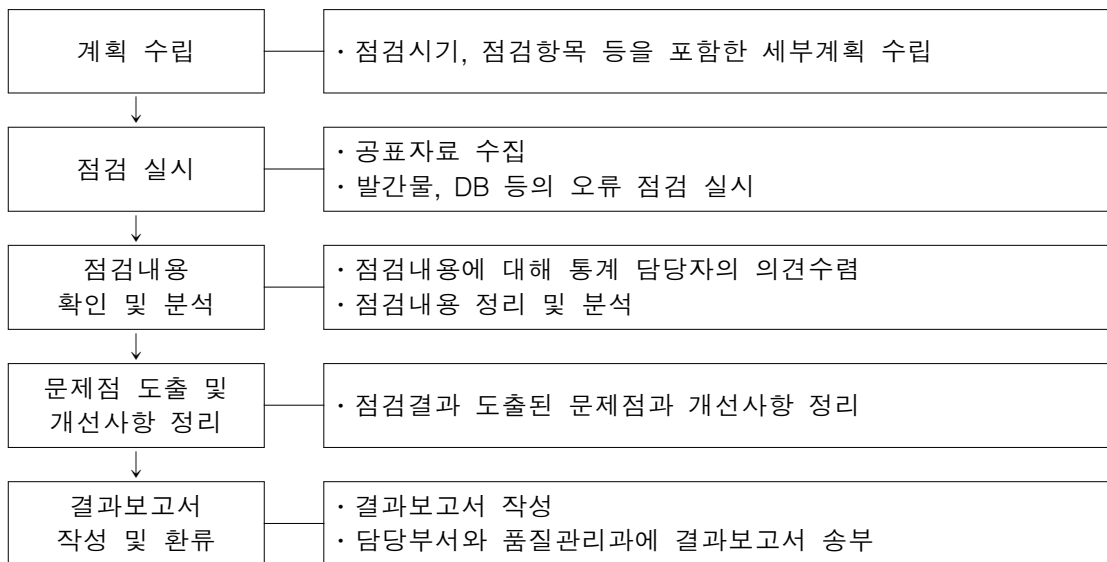 계획 수립
· 점검시기, 점검항목 등을 포함한 세부계획 수립
점검 실시
· 공표자료 수집
· 발간물, DB 등의 오류 점검 실시
점검내용
확인 및 분석
· 점검내용에 대해 통계 담당자의 의견수렴
· 점검내용 정리 및 분석
문제점 도출 및
개선사항 정리
· 점검결과 도출된 문제점과 개선사항 정리
결과보고서
작성 및 환류
· 결과보고서 작성
· 담당부서와 품질관리과에 결과보고서 송부